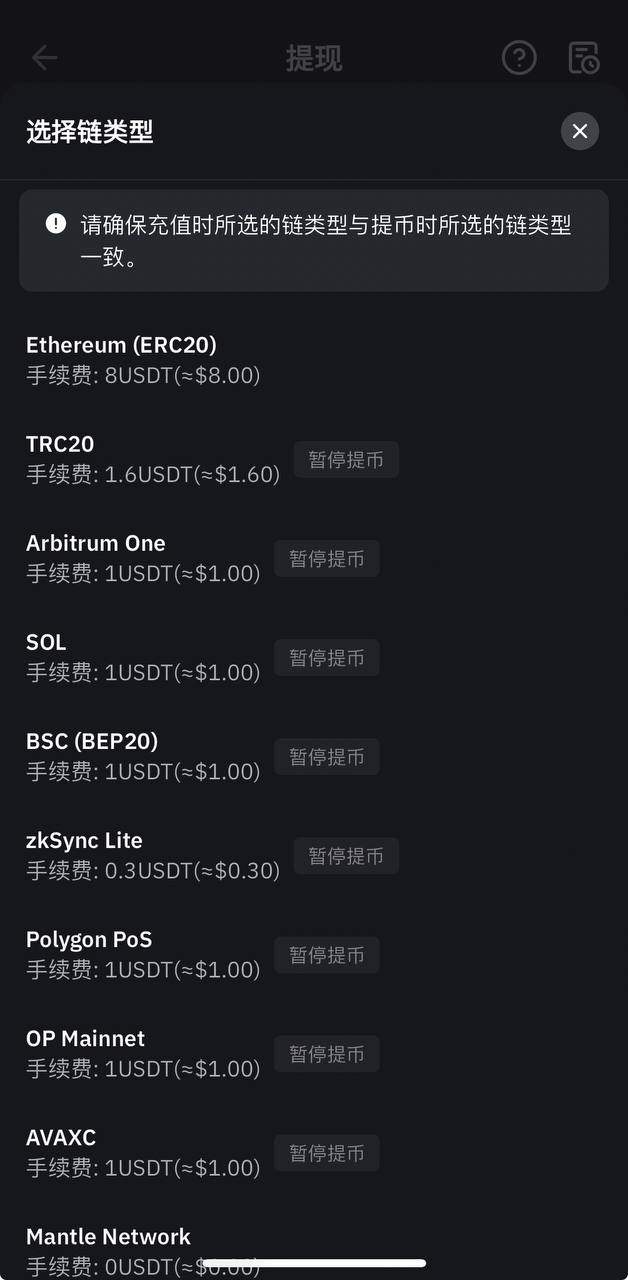 提现
选择链类型
请确保充值时所选的链类型与提币时所选的链类型
一致。
Ethereum (ERC20)
手续费: 8USDT(≈$8.00)
TRC20
手续费: 1.6USDT(≈$1.60) 暂停提币
Arbitrum One
手续费: 1USDT(≈$1.00) 暂停提币
SOL
手续费: 1USDT(≈$1.00) 暂停提币
BSC (BEP20)
手续费: 1USDT(≈$1.00) 暂停提币
zkSync Lite
手续费: 0.3USDT(≈$0.30) 暂停提币
Polygon PoS
手续费: 1USDT(≈$1.00) 暂停提币
OP Mainnet
手续费: 1USDT(≈$1.00) 暂停提币
AVAXC
手续费: 1USDT(≈$1.00) 暂停提币
Mantle Network
手续费: 0USDT(≈$0.00)